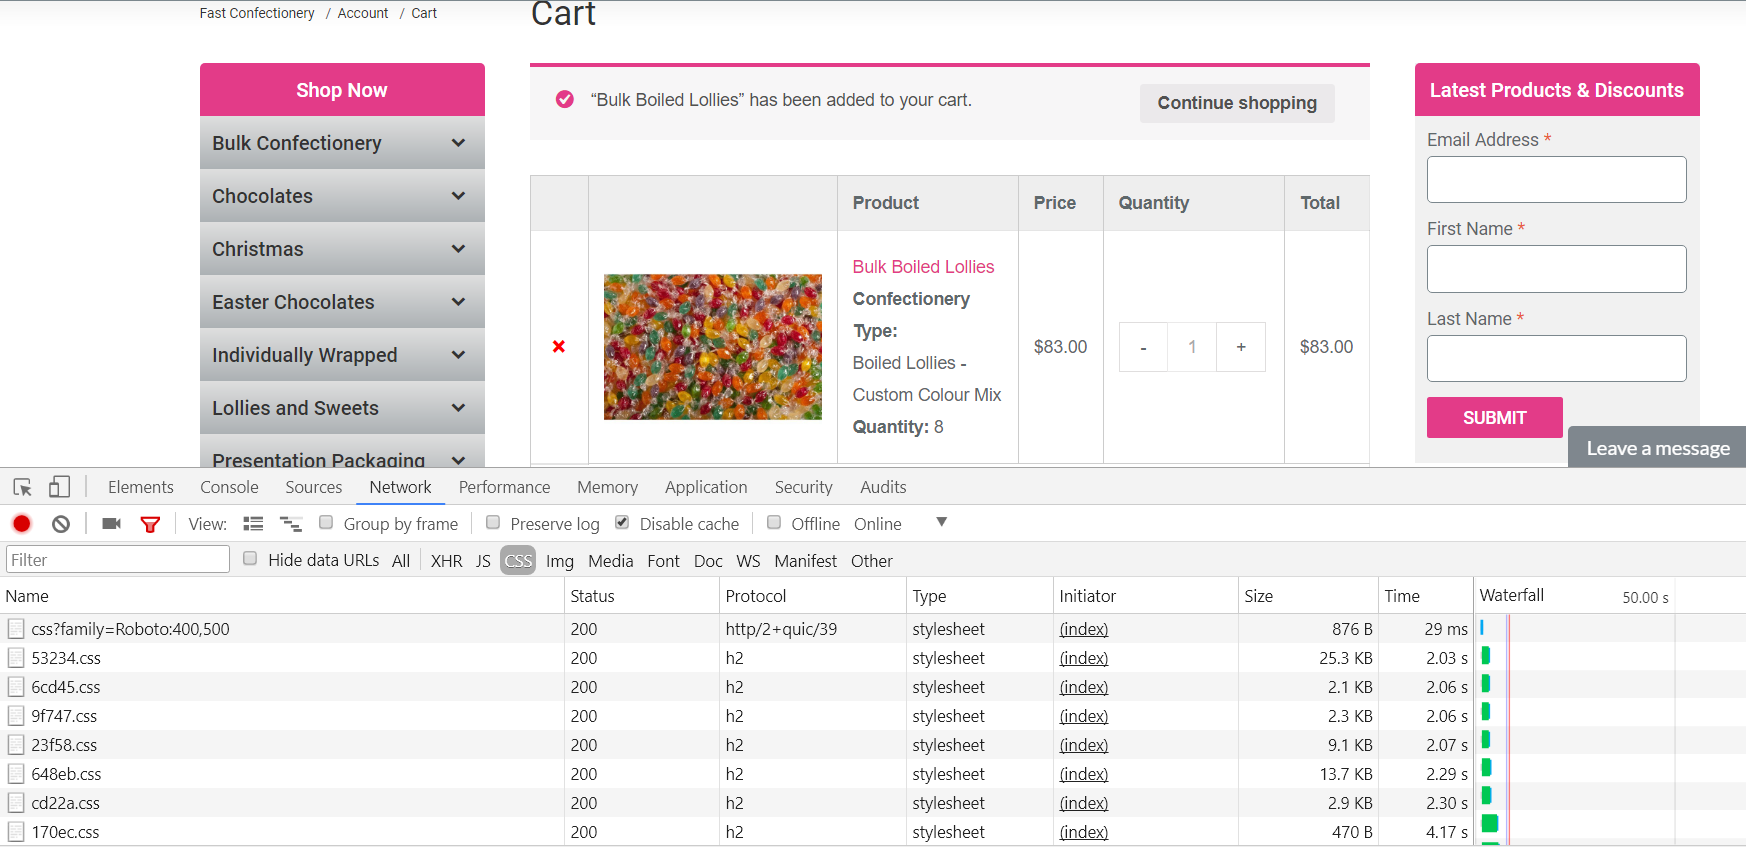 Fast Confectionery / Account / Cart
Cart
Shop Now
Bulk Confectionery
Chocolates
Christmas
Easter Chocolates
Individually Wrapped
Lollies and Sweets
Presentation Packaging
“Bulk Boiled Lollies” has been added to your cart.
Continue shopping
Product Price Quantity Total
Bulk Boiled Lollies
Confectionery
Type:
Boiled Lollies -
Custom Colour Mix
Quantity: 8
$83.00
- 1 +
$83.00
Latest Products & Discounts
Email Address *
First Name *
Last Name *
SUBMIT
Leave a message
Elements Console Sources Network Performance Memory Application Security Audits
View: Group by frame Preserve log Disable cache Offline Online
Filter Hide data URLs All XHR JS CSS Img Media Font Doc WS Manifest Other
Name Status Protocol Type Initiator Size Time Waterfall 50.00 s
css?family=Roboto:400,500 200 http/2+quic/39 stylesheet (index) 876 B 29 ms
53234.css 200 h2 stylesheet (index) 25.3 KB 2.03 s
6cd45.css 200 h2 stylesheet (index) 2.1 KB 2.06 s
9f747.css 200 h2 stylesheet (index) 2.3 KB 2.06 s
23f58.css 200 h2 stylesheet (index) 9.1 KB 2.07 s
648eb.css 200 h2 stylesheet (index) 13.7 KB 2.29 s
cd22a.css 200 h2 stylesheet (index) 2.9 KB 2.30 s
170ec.css 200 h2 stylesheet (index) 470 B 4.17 s